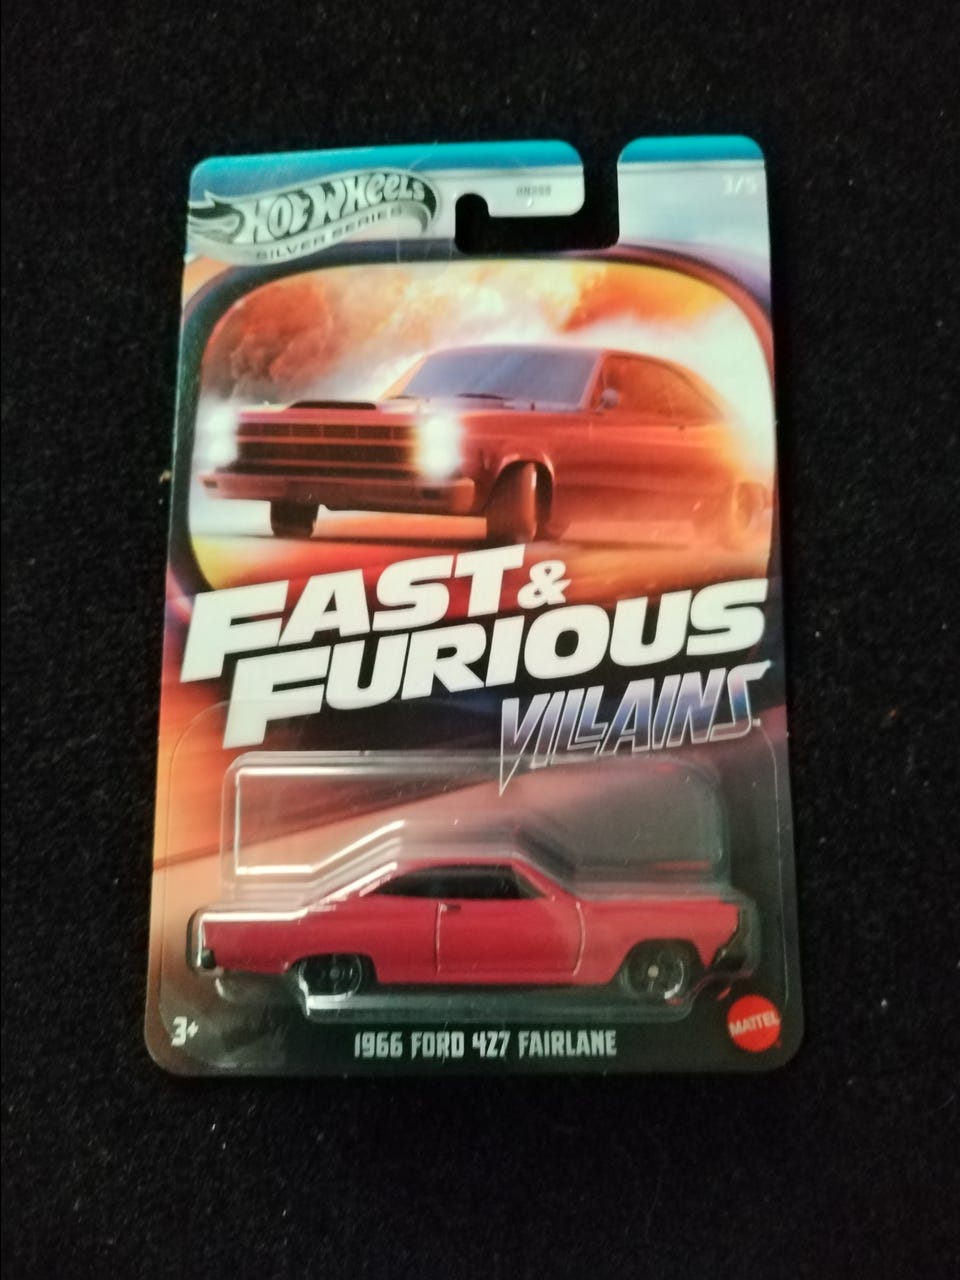 HOT WHEELS
SILVER SERIES
3/5
FAST &
FURIOUS
VILLAINS
3+
1966 FORD 427 FAIRLANE
MATTEL